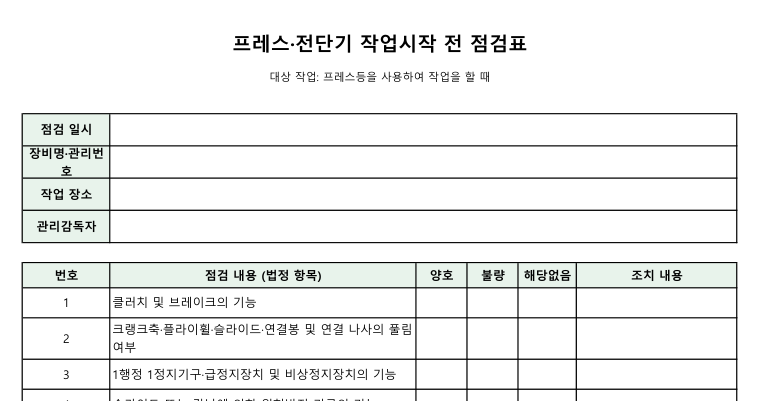 프레스·전단기 작업시작 전 점검표
대상 작업: 프레스등을 사용하여 작업을 할 때
점검 일시
장비명·관리번
호
작업 장소
관리감독자
번호 점검 내용 (법정 항목) 양호 불량 해당없음 조치 내용
1 클러치 및 브레이크의 기능
2 크랭크축·플라이휠·슬라이드·연결봉 및 연결 나사의 풀림
여부
3 1행정 1정지기구·급정지장치 및 비상정지장치의 기능